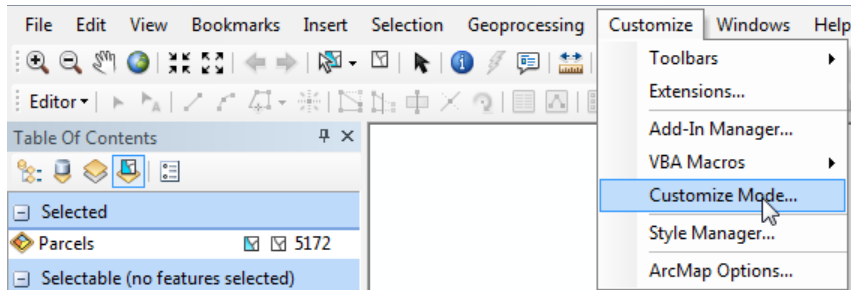 File Edit View Bookmarks Insert Selection Geoprocessing Customize Windows Help
Toolbars
Extensions...
Editor
Add-In Manager...
Table Of Contents
VBA Macros
Customize Mode...
Selected
Style Manager...
Parcels 5172
Selectable (no features selected)
ArcMap Options...